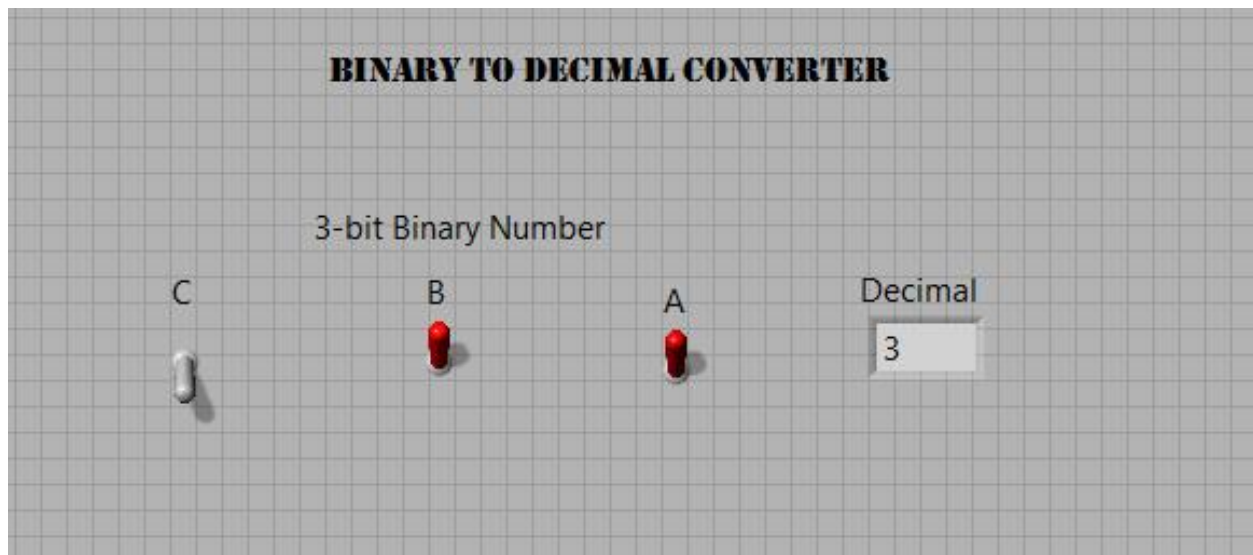 BINARY TO DECIMAL CONVERTER
3-bit Binary Number
C B A Decimal
3